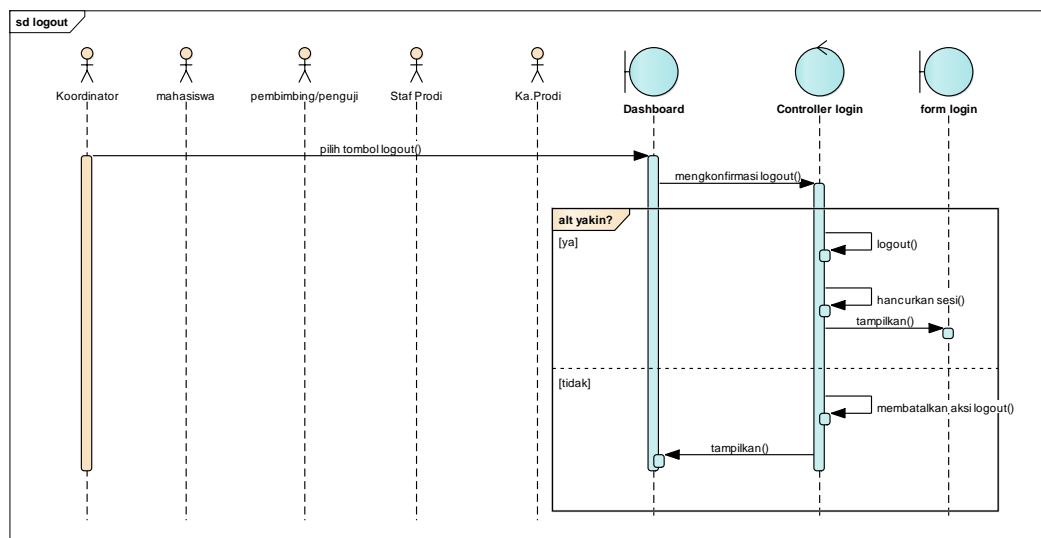 sd logout
Koordinator
mahasiswa
pembimbing/penguji
Staf Prodi
Ka.Prodi
Dashboard
Controller login
form login
pilih tombol logout()
mengkonfirmasi logout()
alt yakin?
[ya]
logout()
hancurkan sesi()
tampilkan()
[tidak]
membatalkan aksi logout()
tampilkan()